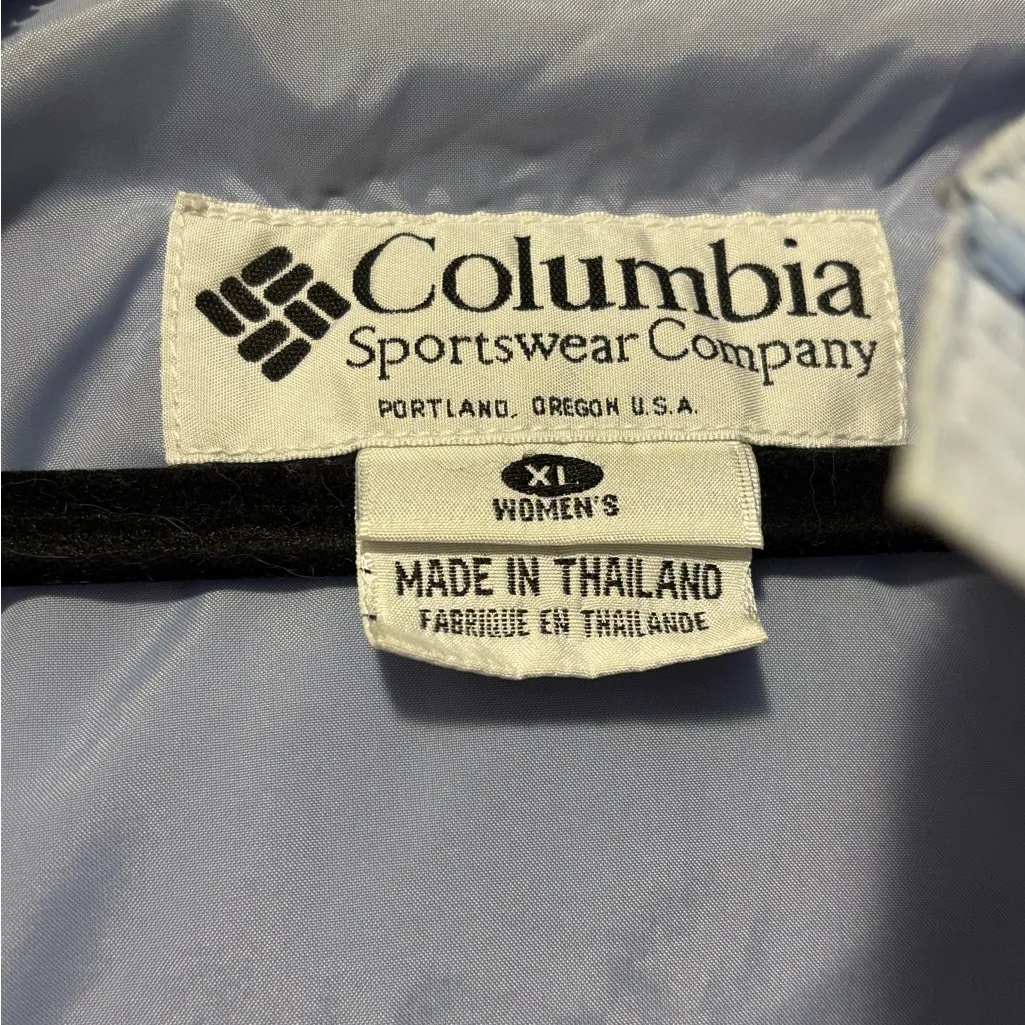 Columbia
Sportswear Company
PORTLAND, OREGON U.S.A.
XL
WOMEN'S
MADE IN THAILAND
FABRIQUE EN THAILANDE